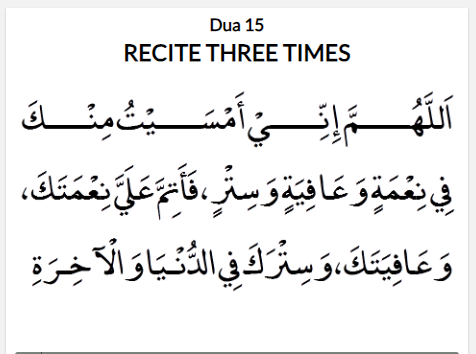 Dua 15
RECITE THREE TIMES
اَللَّهُمَّ إِنِّيْ أَمْسَيْتُ مِنْكَ
فِي نِعْمَةٍ وَ عَافِيَةٍ وَ سِتْرٍ، فَأَتِمَّ عَلَيَّ نِعْمَتَكَ،
وَ عَافِيَتَكَ، وَ سِتْرَكَ فِي الدُّنْيَا وَ الْآخِرَةِ